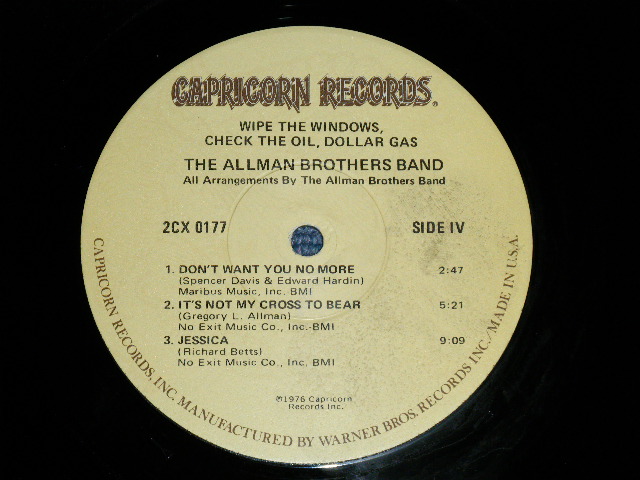 CAPRICORN RECORDS®
WIPE THE WINDOWS,
CHECK THE OIL, DOLLAR GAS
THE ALLMAN BROTHERS BAND
All Arrangements By The Allman Brothers Band
2CX 0177 SIDE IV
1. DON'T WANT YOU NO MORE 2:47
(Spencer Davis & Edward Hardin)
Maribus Music, Inc. BMI
2. IT'S NOT MY CROSS TO BEAR 5:21
(Gregory L. Allman)
No Exit Music Co., Inc.-BMI
3. JESSICA 9:09
(Richard Betts)
No Exit Music Co., Inc, BMI
℗1976 Capricorn
Records Inc.
CAPRICORN RECORDS, INC. MANUFACTURED BY WARNER BROS. RECORDS INC./MADE IN U.S.A.